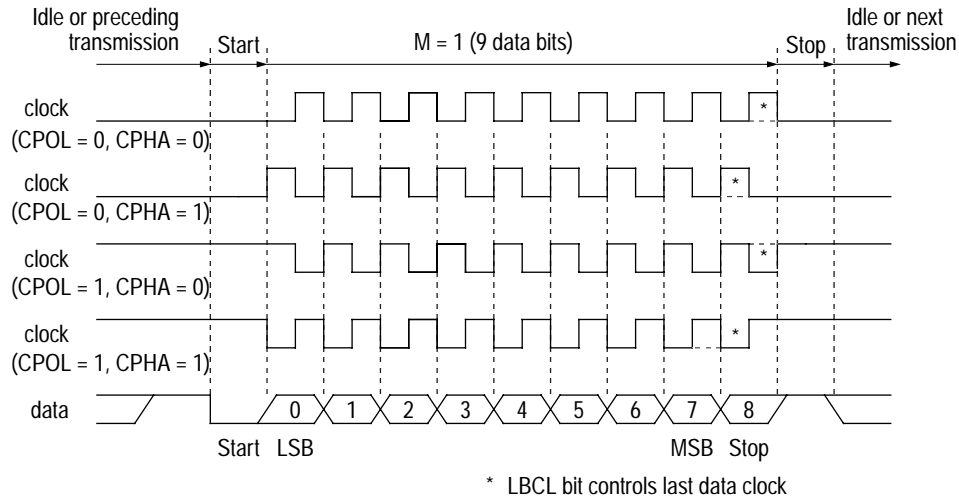 Idle or preceding
transmission
Start
M = 1 (9 data bits)
Stop
Idle or next
transmission
clock
(CPOL = 0, CPHA = 0)
*
clock
(CPOL = 0, CPHA = 1)
*
clock
(CPOL = 1, CPHA = 0)
*
clock
(CPOL = 1, CPHA = 1)
*
data
0 1 2 3 4 5 6 7 8
Start LSB MSB Stop
* LBCL bit controls last data clock